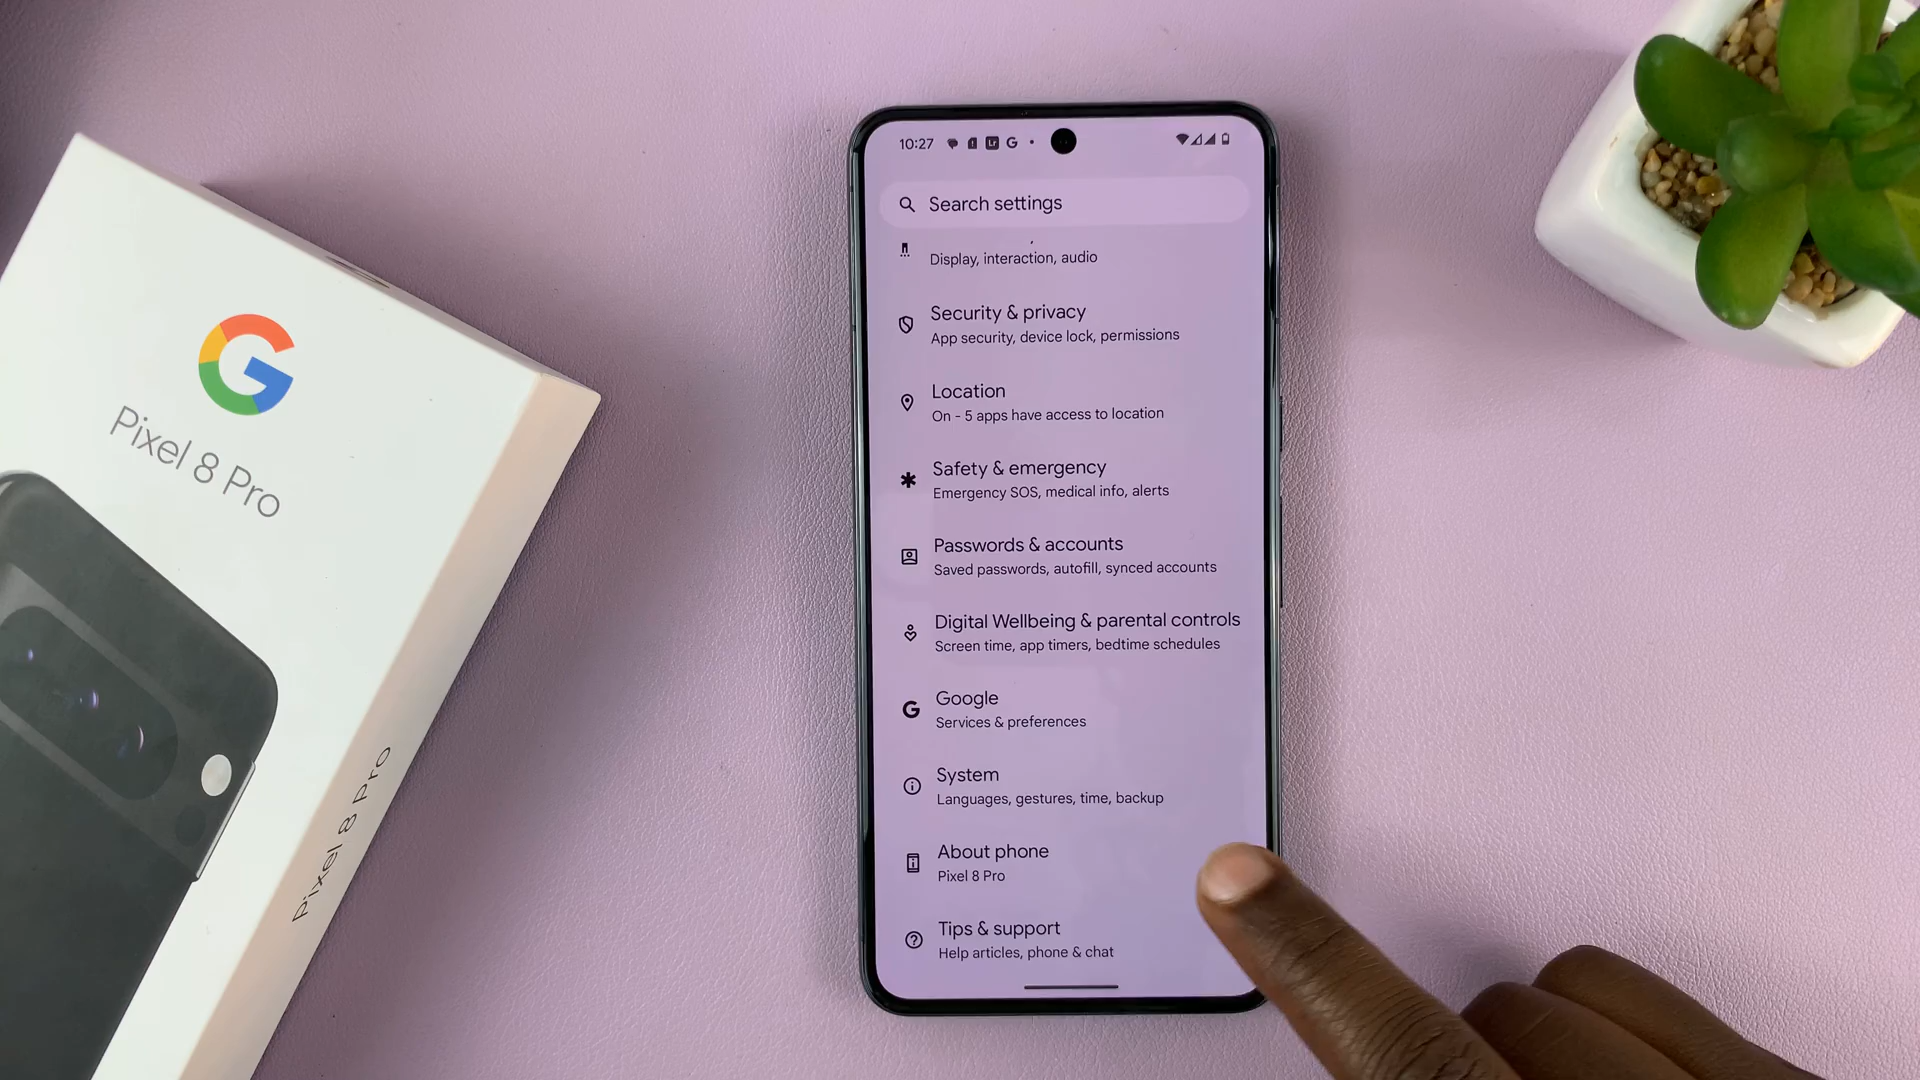 Pixel 8 Pro
Pixel 8 Pro
10:27
Search settings
Display, interaction, audio
Security & privacy
App security, device lock, permissions
Location
On - 5 apps have access to location
Safety & emergency
Emergency SOS, medical info, alerts
Passwords & accounts
Saved passwords, autofill, synced accounts
Digital Wellbeing & parental controls
Screen time, app timers, bedtime schedules
Google
Services & preferences
System
Languages, gestures, time, backup
About phone
Pixel 8 Pro
Tips & support
Help articles, phone & chat